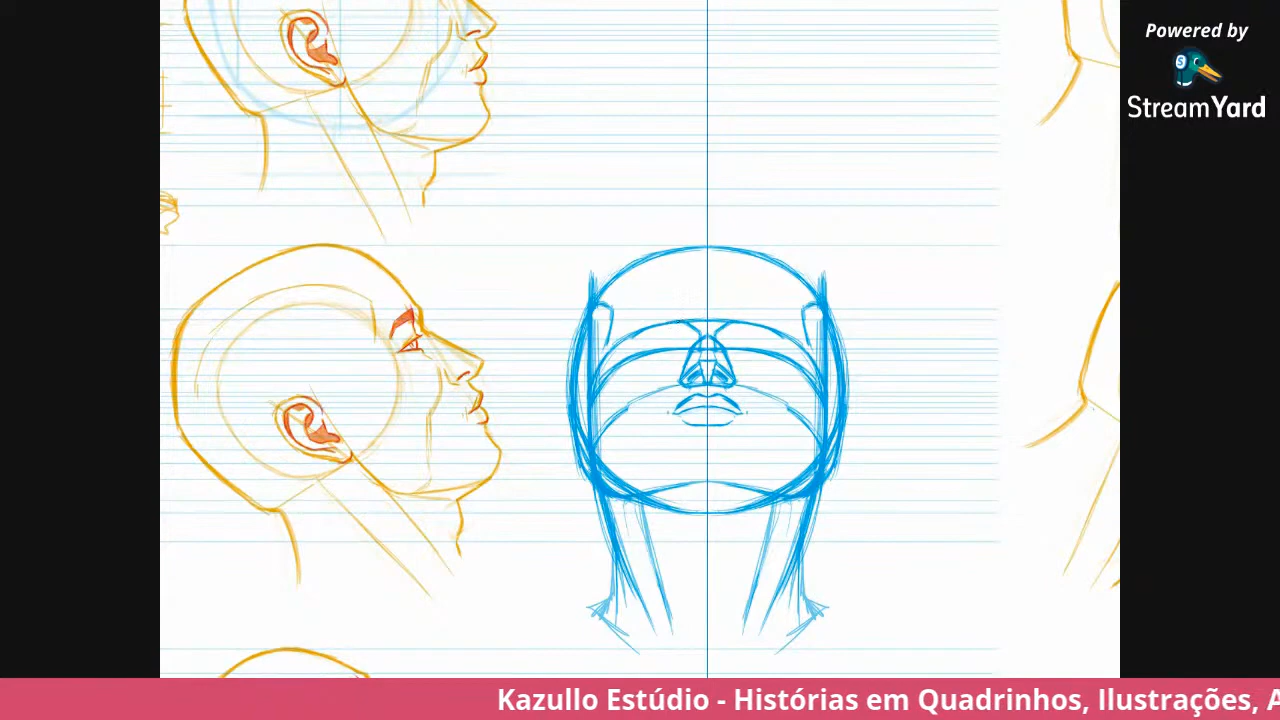 Powered by
StreamYard
Kazullo Estúdio - Histórias em Quadrinhos, Ilustrações,